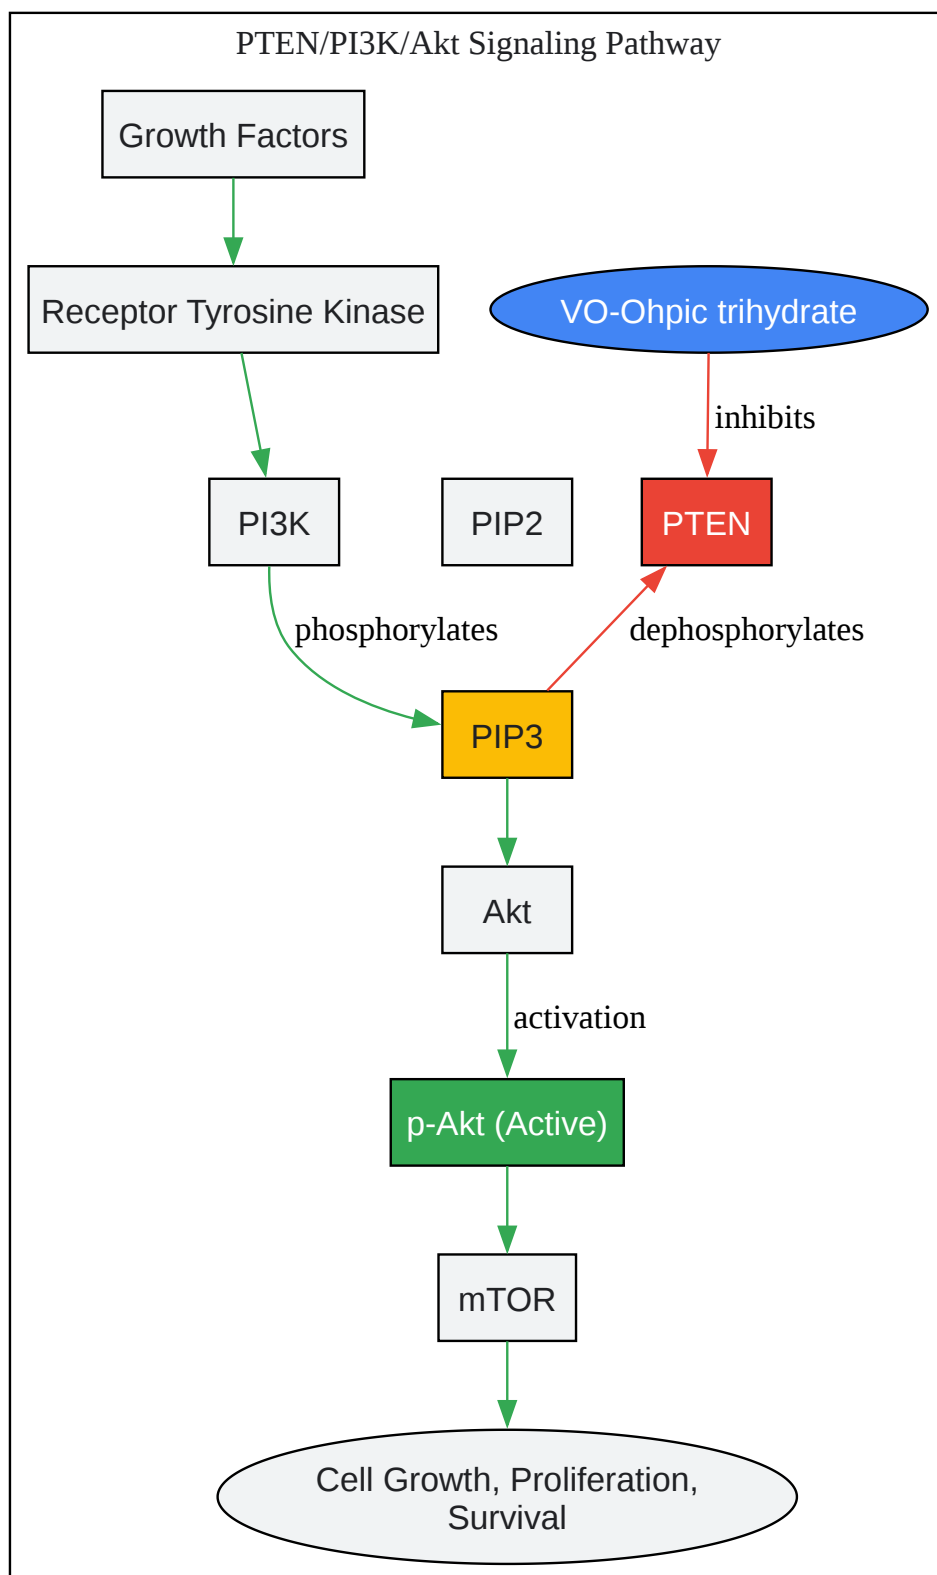 PTEN/PI3K/Akt Signaling Pathway
Growth Factors
Receptor Tyrosine Kinase
VO-Ohpic trihydrate
inhibits
PI3K
PIP2
PTEN
phosphorylates
dephosphorylates
PIP3
Akt
activation
p-Akt (Active)
mTOR
Cell Growth, Proliferation,
Survival